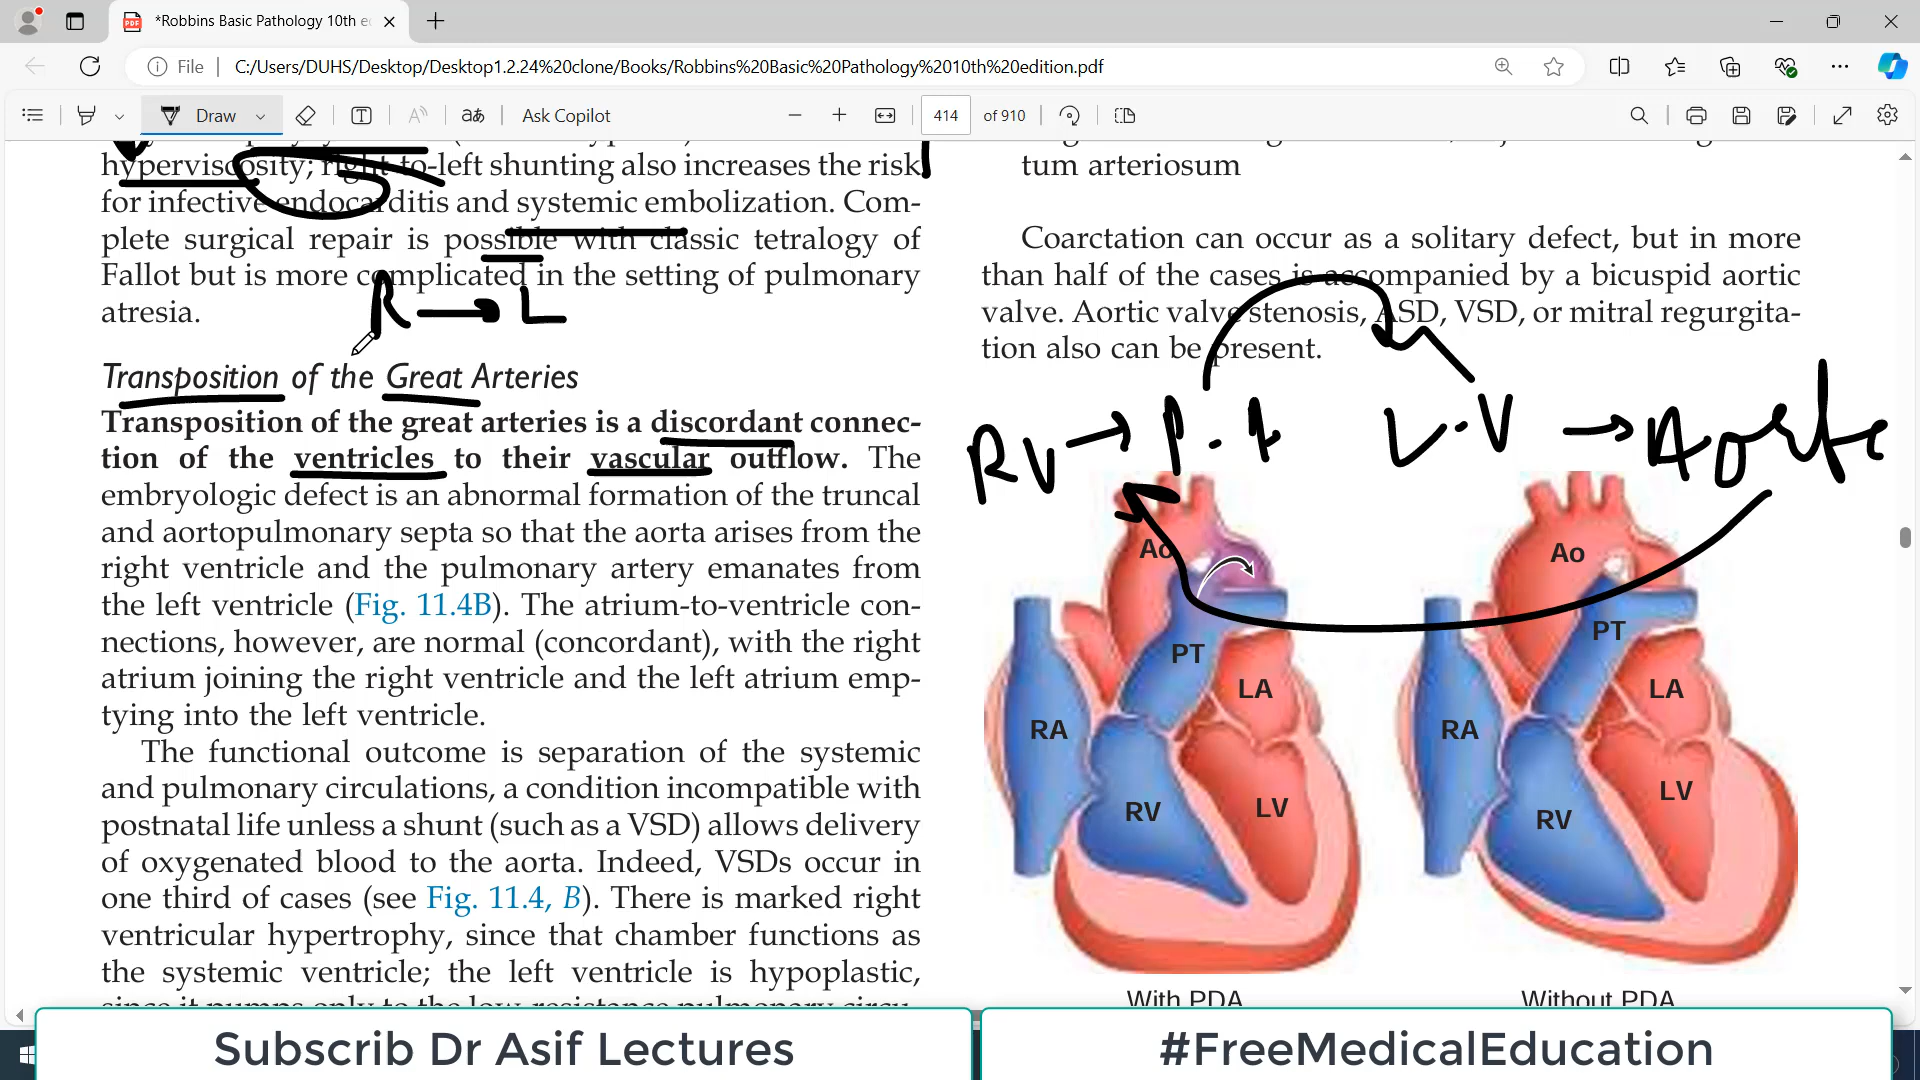 *Robbins Basic Pathology 10th e
File
C:/Users/DUHS/Desktop/Desktop1.2.24%20clone/Books/Robbins%20Basic%20Pathology%2010th%20edition.pdf
Draw
Ask Copilot
414 of 910
hyperviscosity; right-to-left shunting also increases the risk
for infective endocarditis and systemic embolization. Com-
plete surgical repair is possible with classic tetralogy of
Fallot but is more complicated in the setting of pulmonary
atresia.
R → L
Transposition of the Great Arteries
Transposition of the great arteries is a discordant connec-
tion of the ventricles to their vascular outflow. The
embryologic defect is an abnormal formation of the truncal
and aortopulmonary septa so that the aorta arises from the
right ventricle and the pulmonary artery emanates from
the left ventricle (Fig. 11.4B). The atrium-to-ventricle con-
nections, however, are normal (concordant), with the right
atrium joining the right ventricle and the left atrium emp-
tying into the left ventricle.
The functional outcome is separation of the systemic
and pulmonary circulations, a condition incompatible with
postnatal life unless a shunt (such as a VSD) allows delivery
of oxygenated blood to the aorta. Indeed, VSDs occur in
one third of cases (see Fig. 11.4, B). There is marked right
ventricular hypertrophy, since that chamber functions as
the systemic ventricle; the left ventricle is hypoplastic,
since it pumps only to the low-resistance pulmonary circu-
tum arteriosum
Coarctation can occur as a solitary defect, but in more
than half of the cases is accompanied by a bicuspid aortic
valve. Aortic valve stenosis, ASD, VSD, or mitral regurgita-
tion also can be present.
RV → P.A L.V → Aorta
Ao
PT
LA
RA
RV
LV
With PDA
Ao
PT
LA
RA
LV
RV
Without PDA
Subscrib Dr Asif Lectures
#FreeMedicalEducation